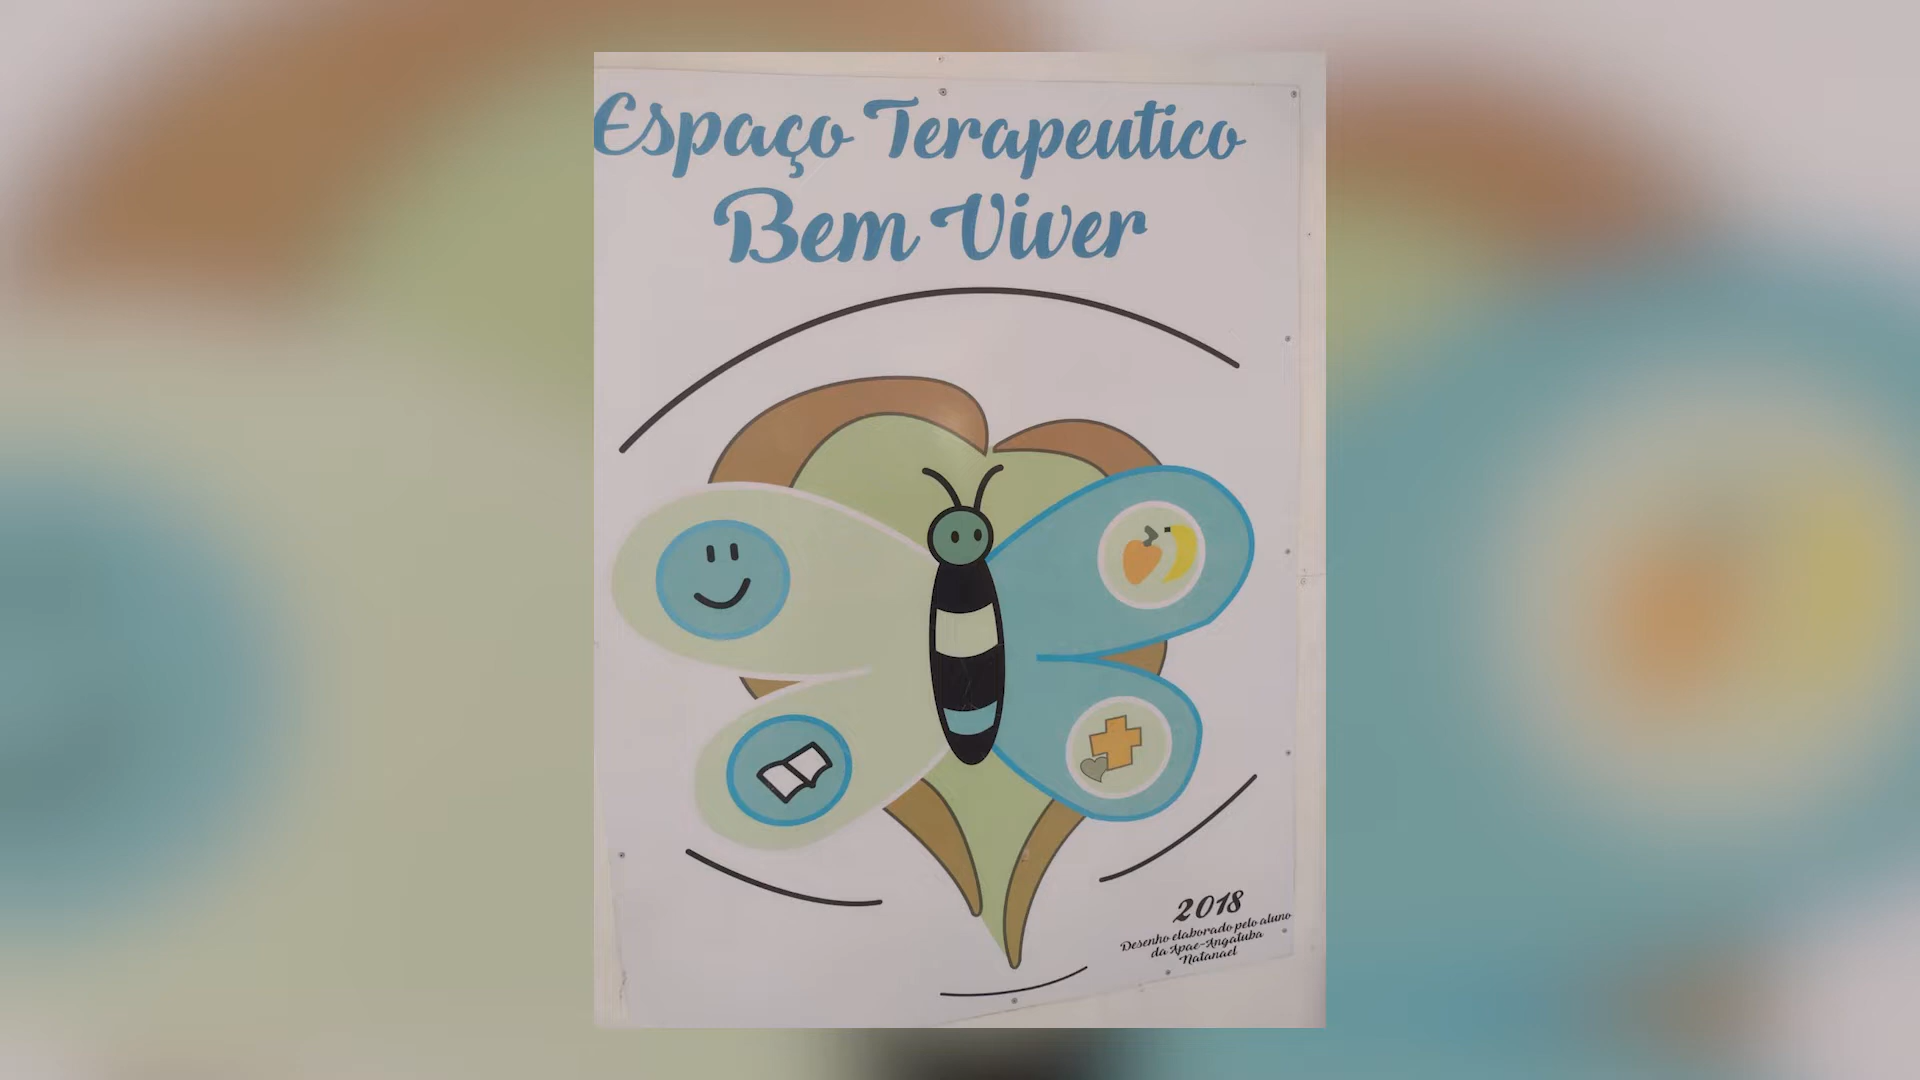 Espaço Terapeutico
Bem Viver
2018
Desenho elaborado pelo aluno
da Apae-Angatuba
Natanael